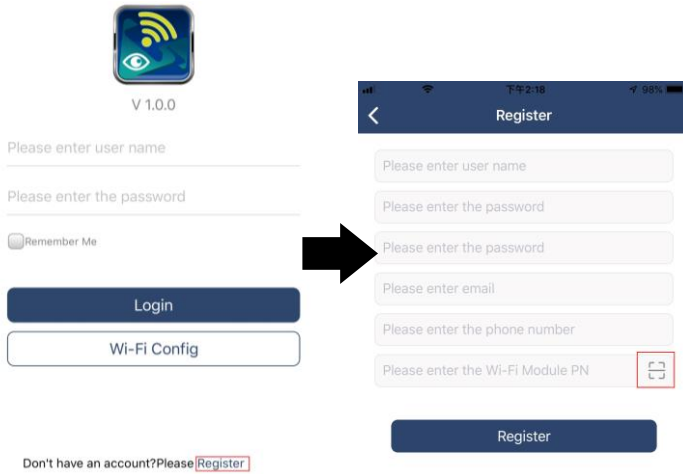 V 1.0.0
Please enter user name
Please enter the password
Remember Me
Login
Wi-Fi Config
Don't have an account?Please Register
下午2:18
98%
Register
Please enter user name
Please enter the password
Please enter the password
Please enter email
Please enter the phone number
Please enter the Wi-Fi Module PN
Register